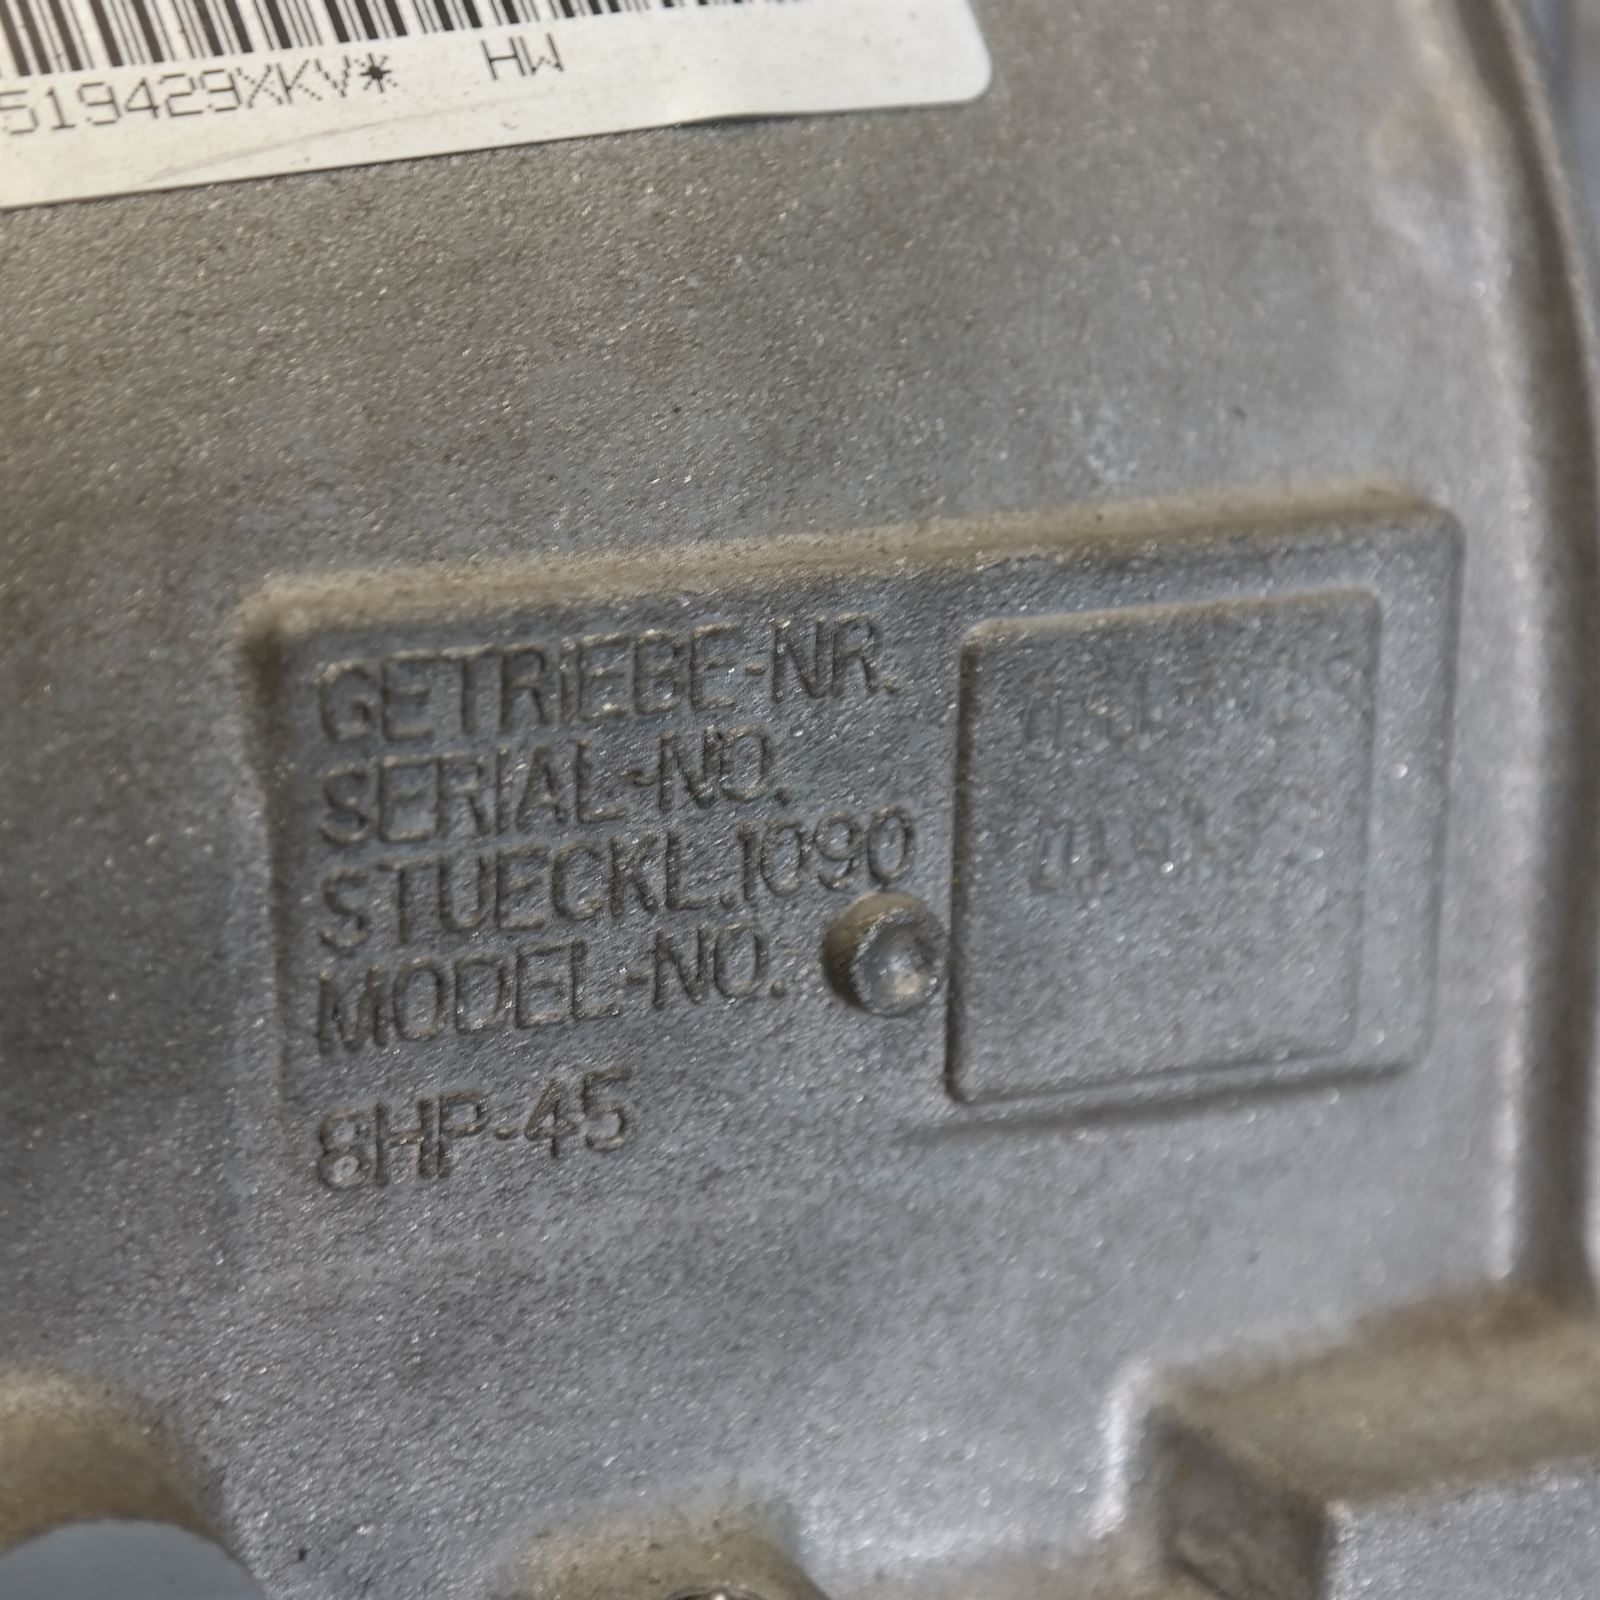 519429XKV* HW
GETRIEBE-NR.
SERIAL-NO.
STUECKL.1090
MODEL-NO.
8HP-45